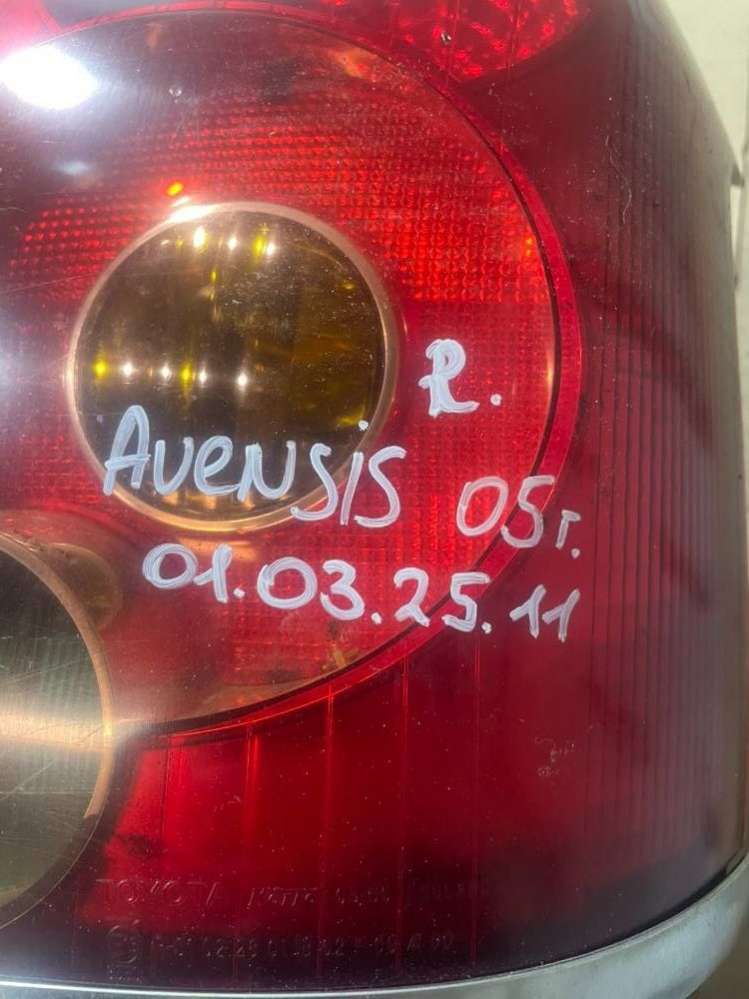 R.
AVENSIS 05г.
01.03.25.11
TOYOTA